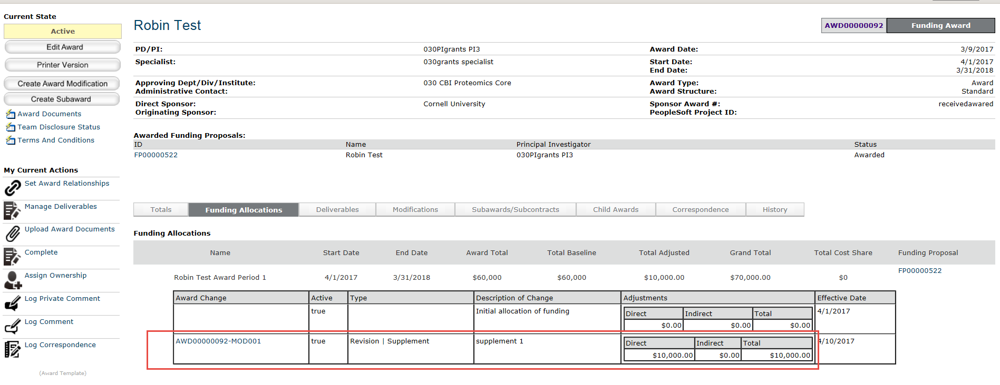 Current State
Active
Edit Award
Printer Version
Create Award Modification
Create Subaward
Award Documents
Team Disclosure Status
Terms And Conditions
My Current Actions
Set Award Relationships
Manage Deliverables
Upload Award Documents
Complete
Assign Ownership
Log Private Comment
Log Comment
Log Correspondence
(Award Template)
Robin Test
AWD00000092 Funding Award
PD/PI: 030PIgrants PI3 Award Date: 3/9/2017
Specialist: 030grants specialist Start Date: 4/1/2017
End Date: 3/31/2018
Approving Dept/Div/Institute: 030 CBI Proteomics Core Award Type: Award
Administrative Contact: Award Structure: Standard
Direct Sponsor: Cornell University Sponsor Award #: receivedawared
Originating Sponsor: PeopleSoft Project ID:
Awarded Funding Proposals:
ID Name Principal Investigator Status
FP00000522 Robin Test 030PIgrants PI3 Awarded
Totals Funding Allocations Deliverables Modifications Subawards/Subcontracts Child Awards Correspondence History
Funding Allocations
Name Start Date End Date Award Total Total Baseline Total Adjusted Grand Total Total Cost Share Funding Proposal
Robin Test Award Period 1 4/1/2017 3/31/2018 $60,000 $60,000 $10,000.00 $70,000.00 $0 FP00000522
Award Change Active Type Description of Change Adjustments Effective Date
true Initial allocation of funding 4/1/2017
Direct Indirect Total
$0.00 $0.00 $0.00
AWD00000092-MOD001 true Revision | Supplement supplement 1 4/10/2017
Direct Indirect Total
$10,000.00 $0.00 $10,000.00